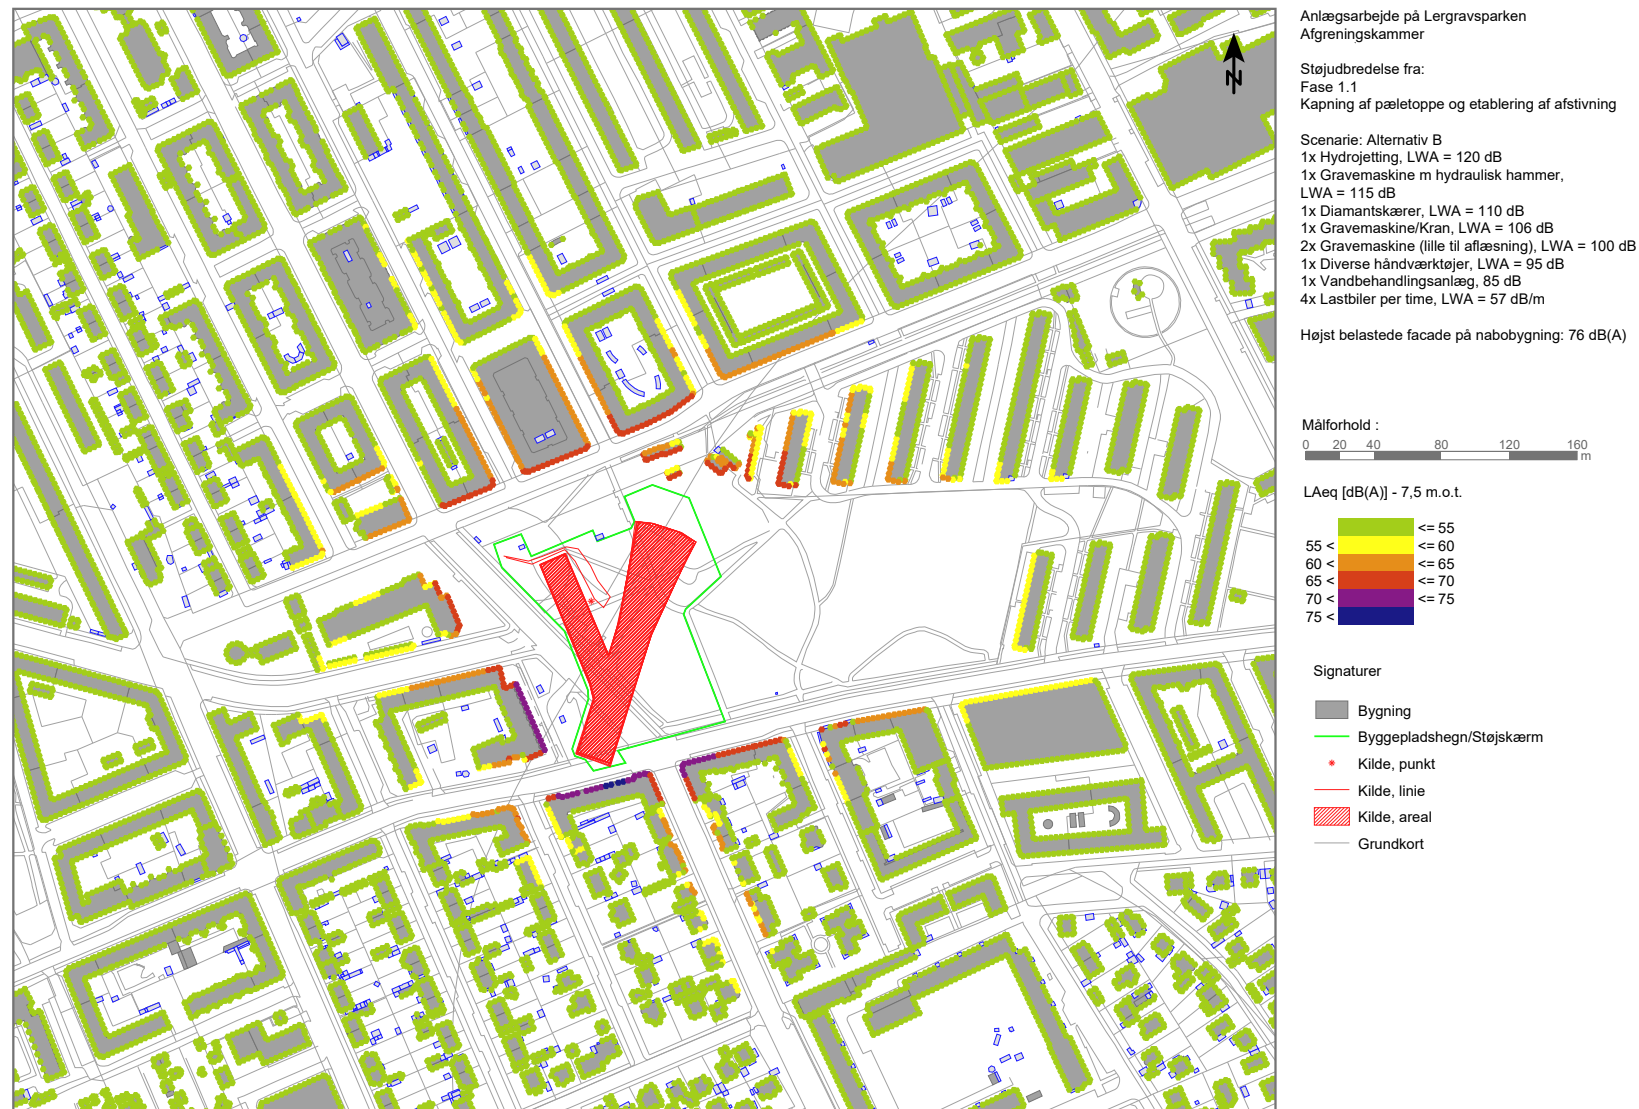 Anlægsarbejde på Lergravsparken
Afgreningskammer
Støjudbredelse fra:
Fase 1.1
Kapning af pæletoppe og etablering af afstivning
Scenarie: Alternativ B
1x Hydrojetting, LWA = 120 dB
1x Gravemaskine m hydraulisk hammer,
LWA = 115 dB
1x Diamantskærer, LWA = 110 dB
1x Gravemaskine/Kran, LWA = 106 dB
2x Gravemaskine (lille til aflæsning), LWA = 100 dB
1x Diverse håndværktøjer, LWA = 95 dB
1x Vandbehandlingsanlæg, 85 dB
4x Lastbiler per time, LWA = 57 dB/m
Højst belastede facade på nabobygning: 76 dB(A)
Målforhold :
0 20 40 80 120 160
m
LAeq [dB(A)] - 7,5 m.o.t.
<= 55
55 < <= 60
60 < <= 65
65 < <= 70
70 < <= 75
75 <
Signaturer
Bygning
Byggepladshegn/Støjskærm
Kilde, punkt
Kilde, linie
Kilde, areal
Grundkort
N